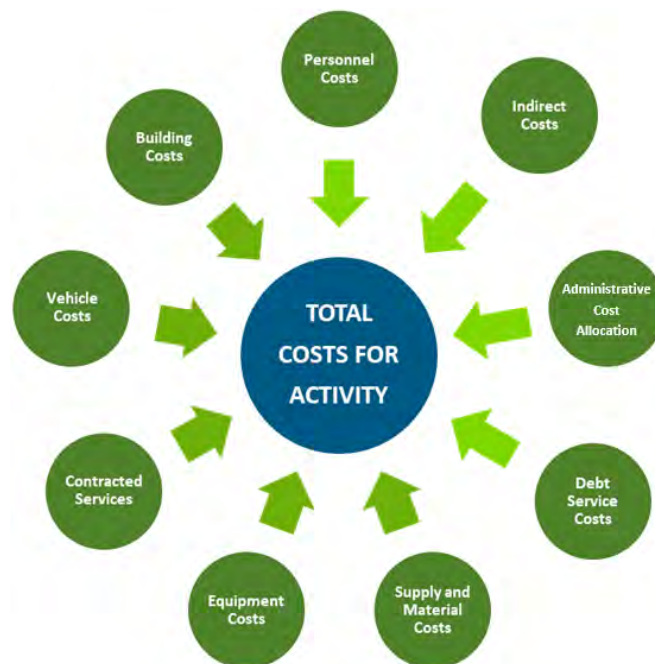 Personnel
Costs
Indirect
Costs
Building
Costs
Vehicle
Costs
Administrative
Cost
Allocation
TOTAL
COSTS FOR
ACTIVITY
Contracted
Services
Debt
Service
Costs
Equipment
Costs
Supply and
Material
Costs